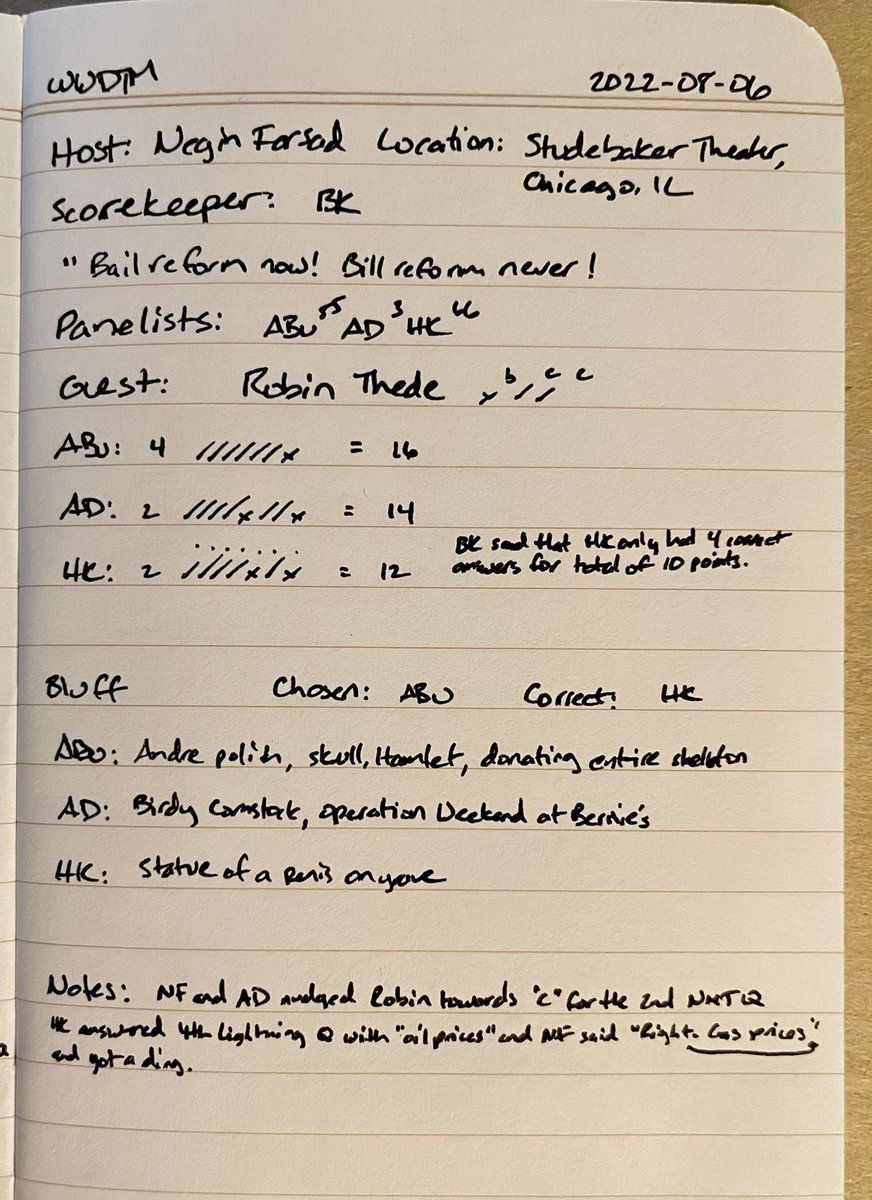 WWDTM 2022-08-06
Host: Negin Farsad Location: Studebaker Theater,
Chicago, IL
Scorekeeper: BK
" Bail reform now! Bill reform never!
Panelists: ABU AD 3 HK
Guest: Robin Thede x b / / c c
ABU: 4 //////x = 16
AD: 2 ////x//x = 14
HK: 2 ////x/x = 12
BK said that HK only had 4 correct
answers for total of 10 points.
Bluff Chosen: ABU Correct: HK
ABU: Andre polish, skull, Hamlet, donating entire skeleton
AD: Birdy Comstock, operation Weekend at Bernie's
HK: Statue of a penis on grave
Notes: NF and AD nudged Robin towards "C" for the 2nd NMJ Q
HK answered 4th Lightning Q with "oil prices" and NF said "Right. Gas prices"
and got a ding.